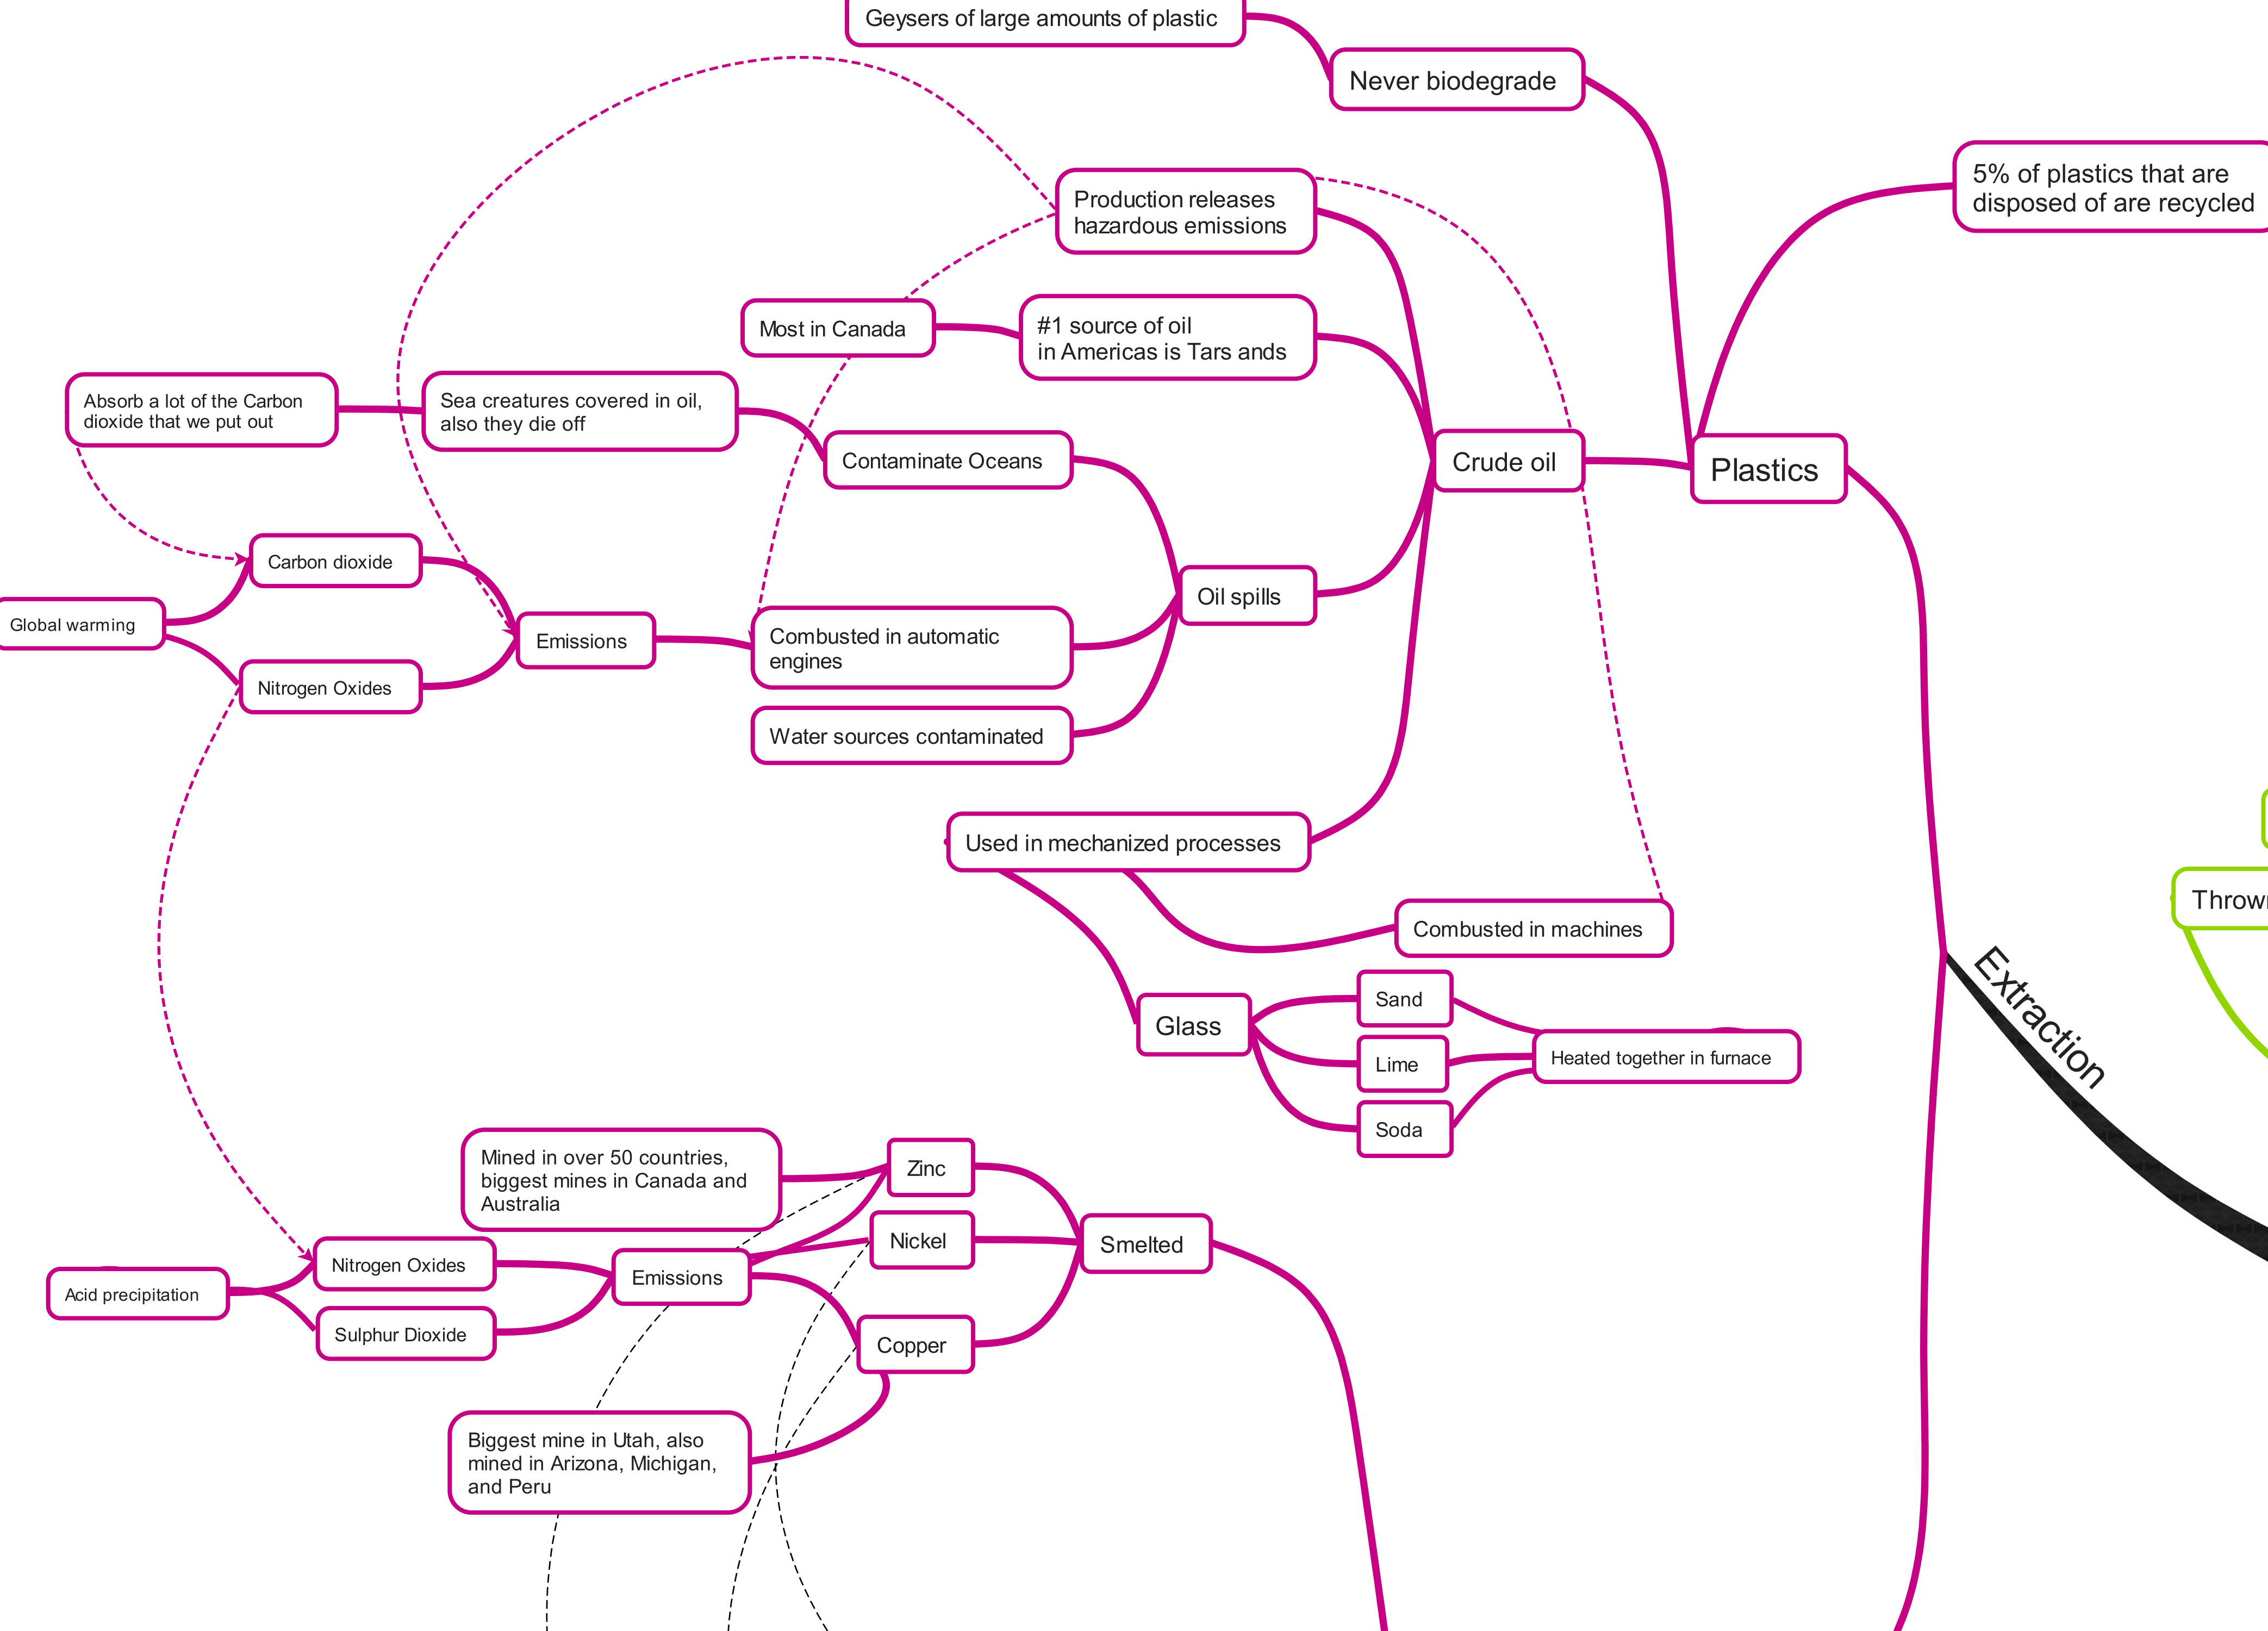 Geysers of large amounts of plastic
Never biodegrade
5% of plastics that are
disposed of are recycled
Production releases
hazardous emissions
Most in Canada
#1 source of oil
in Americas is Tars ands
Absorb a lot of the Carbon
dioxide that we put out
Sea creatures covered in oil,
also they die off
Contaminate Oceans
Crude oil
Plastics
Carbon dioxide
Global warming
Nitrogen Oxides
Emissions
Combusted in automatic
engines
Oil spills
Water sources contaminated
Used in mechanized processes
Combusted in machines
Glass
Sand
Lime
Soda
Heated together in furnace
Extraction
Mined in over 50 countries,
biggest mines in Canada and
Australia
Zinc
Nickel
Smelted
Emissions
Nitrogen Oxides
Acid precipitation
Sulphur Dioxide
Copper
Biggest mine in Utah, also
mined in Arizona, Michigan,
and Peru